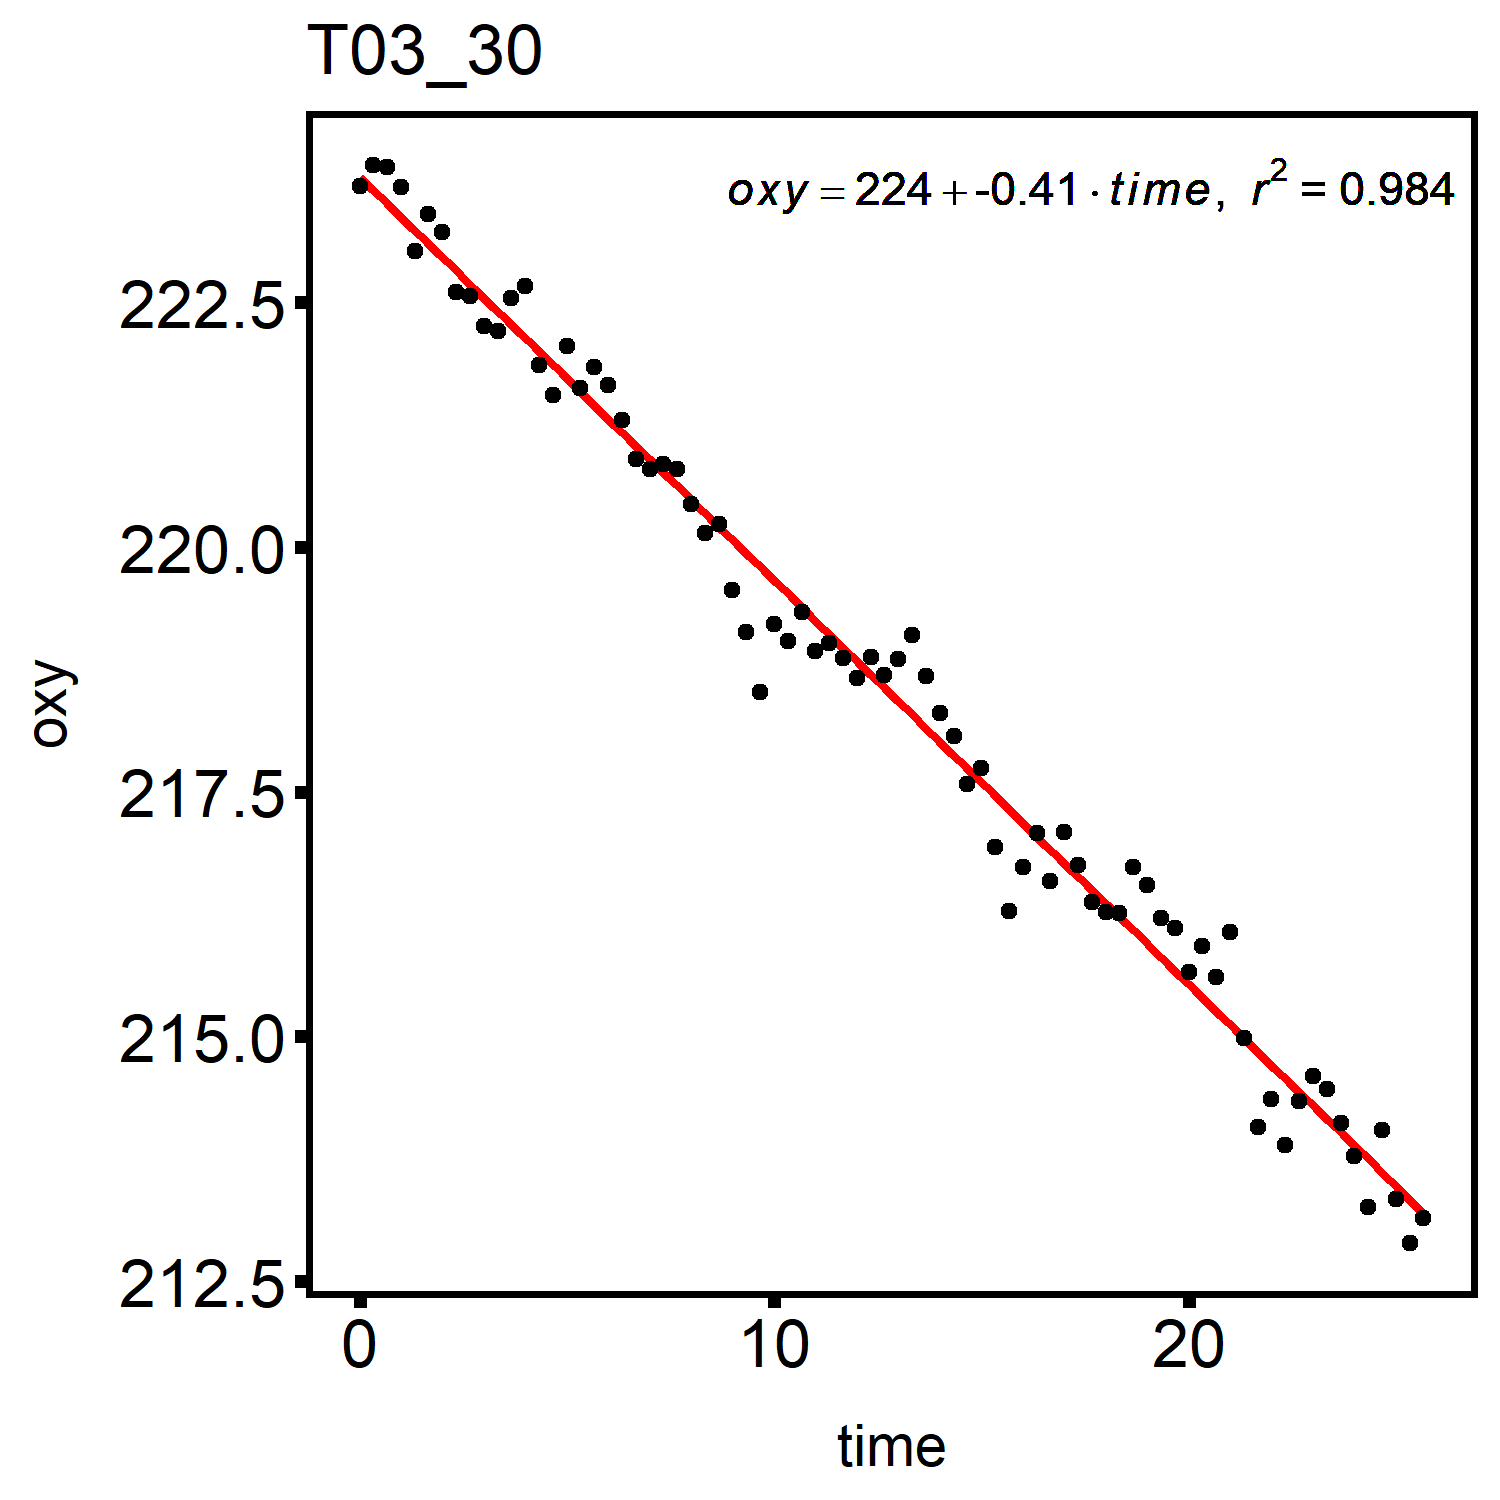 T03_30
oxy = 224 + -0.41 · time, r² = 0.984
222.5
220.0
217.5
215.0
212.5
oxy
0 10 20
time